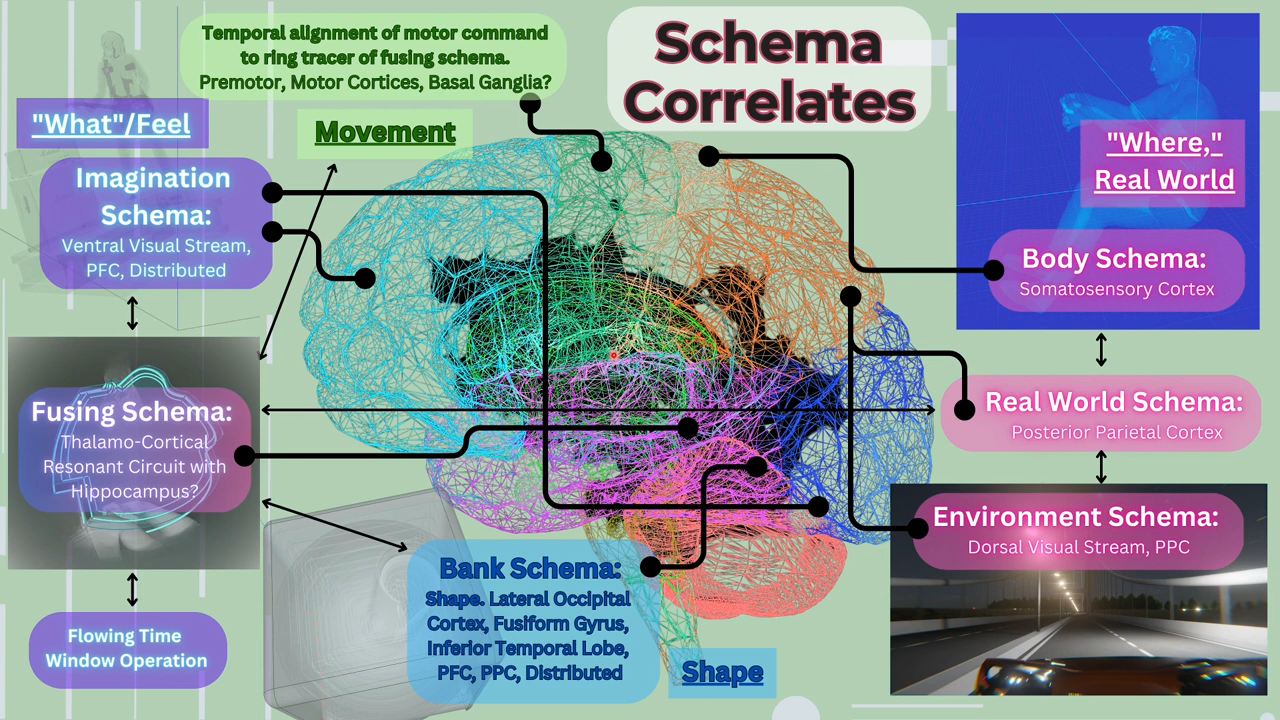 Temporal alignment of motor command
to ring tracer of fusing schema.
Premotor, Motor Cortices, Basal Ganglia?
Schema
Correlates
"What"/Feel
Movement
"Where,"
Real World
Imagination
Schema:
Ventral Visual Stream,
PFC, Distributed
Body Schema:
Somatosensory Cortex
Fusing Schema:
Thalamo-Cortical
Resonant Circuit with
Hippocampus?
Real World Schema:
Posterior Parietal Cortex
Environment Schema:
Dorsal Visual Stream, PPC
Bank Schema:
Shape. Lateral Occipital
Cortex, Fusiform Gyrus,
Inferior Temporal Lobe,
PFC, PPC, Distributed
Shape
Flowing Time
Window Operation